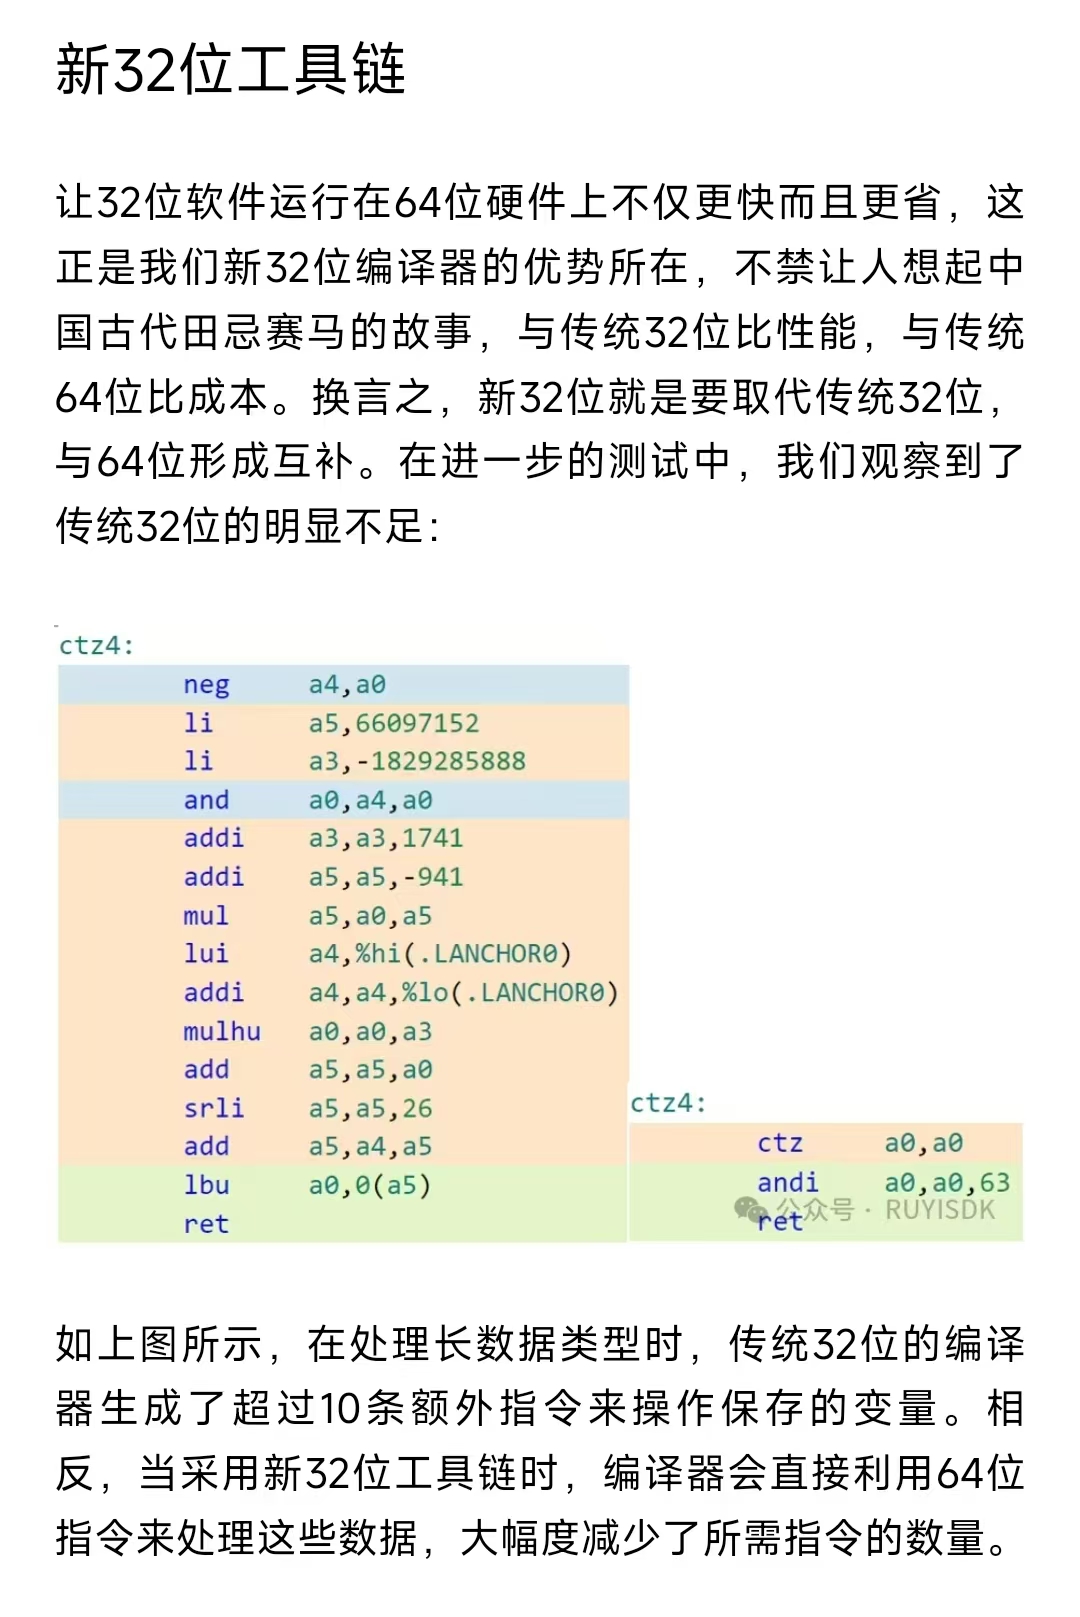 新32位工具链
让32位软件运行在64位硬件上不仅更快而且更省，这
正是我们新32位编译器的优势所在，不禁让人想起中
国古代田忌赛马的故事，与传统32位比性能，与传统
64位比成本。换言之，新32位就是要取代传统32位，
与64位形成互补。在进一步的测试中，我们观察到了
传统32位的明显不足：
ctz4:
neg a4,a0
li a5,66097152
li a3,-1829285888
and a0,a4,a0
addi a3,a3,1741
addi a5,a5,-941
mul a5,a0,a5
lui a4,%hi(.LANCHOR0)
addi a4,a4,%lo(.LANCHOR0)
mulhu a0,a0,a3
add a5,a5,a0
srli a5,a5,26
add a5,a4,a5
lbu a0,0(a5)
ret
ctz4:
ctz a0,a0
andi a0,a0,63
ret
公众号 · RUYISDK
如上图所示，在处理长数据类型时，传统32位的编译
器生成了超过10条额外指令来操作保存的变量。相
反，当采用新32位工具链时，编译器会直接利用64位
指令来处理这些数据，大幅度减少了所需指令的数量。